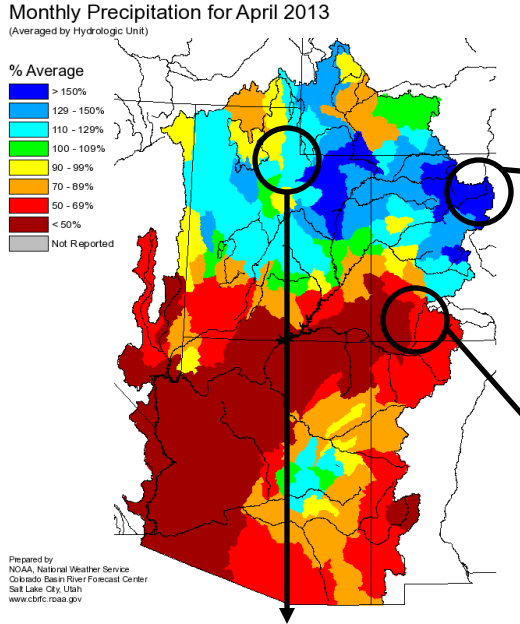 Monthly Precipitation for April 2013
(Averaged by Hydrologic Unit)
% Average
> 150%
129 - 150%
110 - 129%
100 - 109%
90 - 99%
70 - 89%
50 - 69%
< 50%
Not Reported
Prepared by
NOAA, National Weather Service
Colorado Basin River Forecast Center
Salt Lake City, Utah
www.cbrfc.noaa.gov